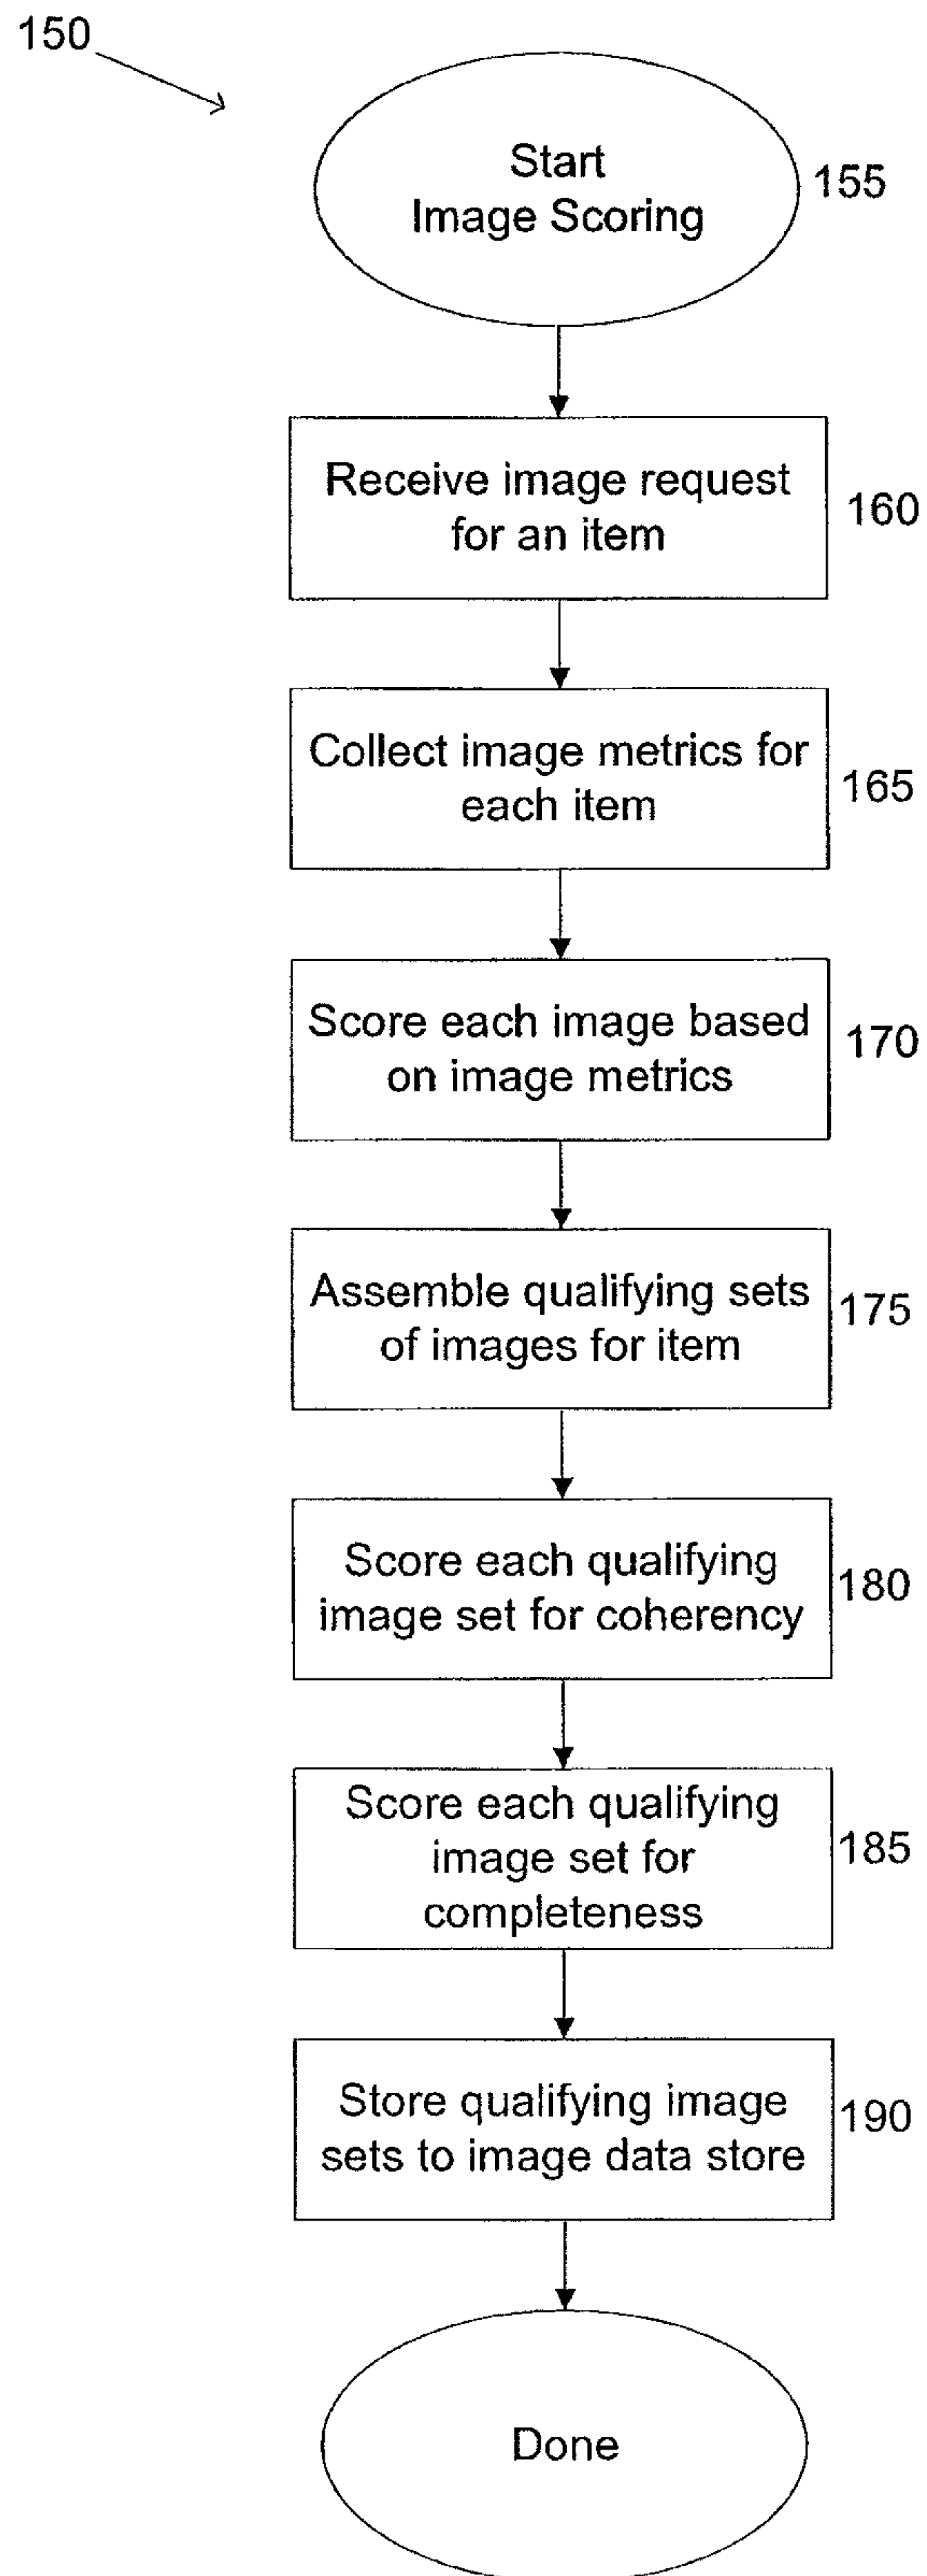 150
Start
Image Scoring
155
Receive image request
for an item
160
Collect image metrics for
each item
165
Score each image based
on image metrics
170
Assemble qualifying sets
of images for item
175
Score each qualifying
image set for coherency
180
Score each qualifying
image set for
completeness
185
Store qualifying image
sets to image data store
190
Done